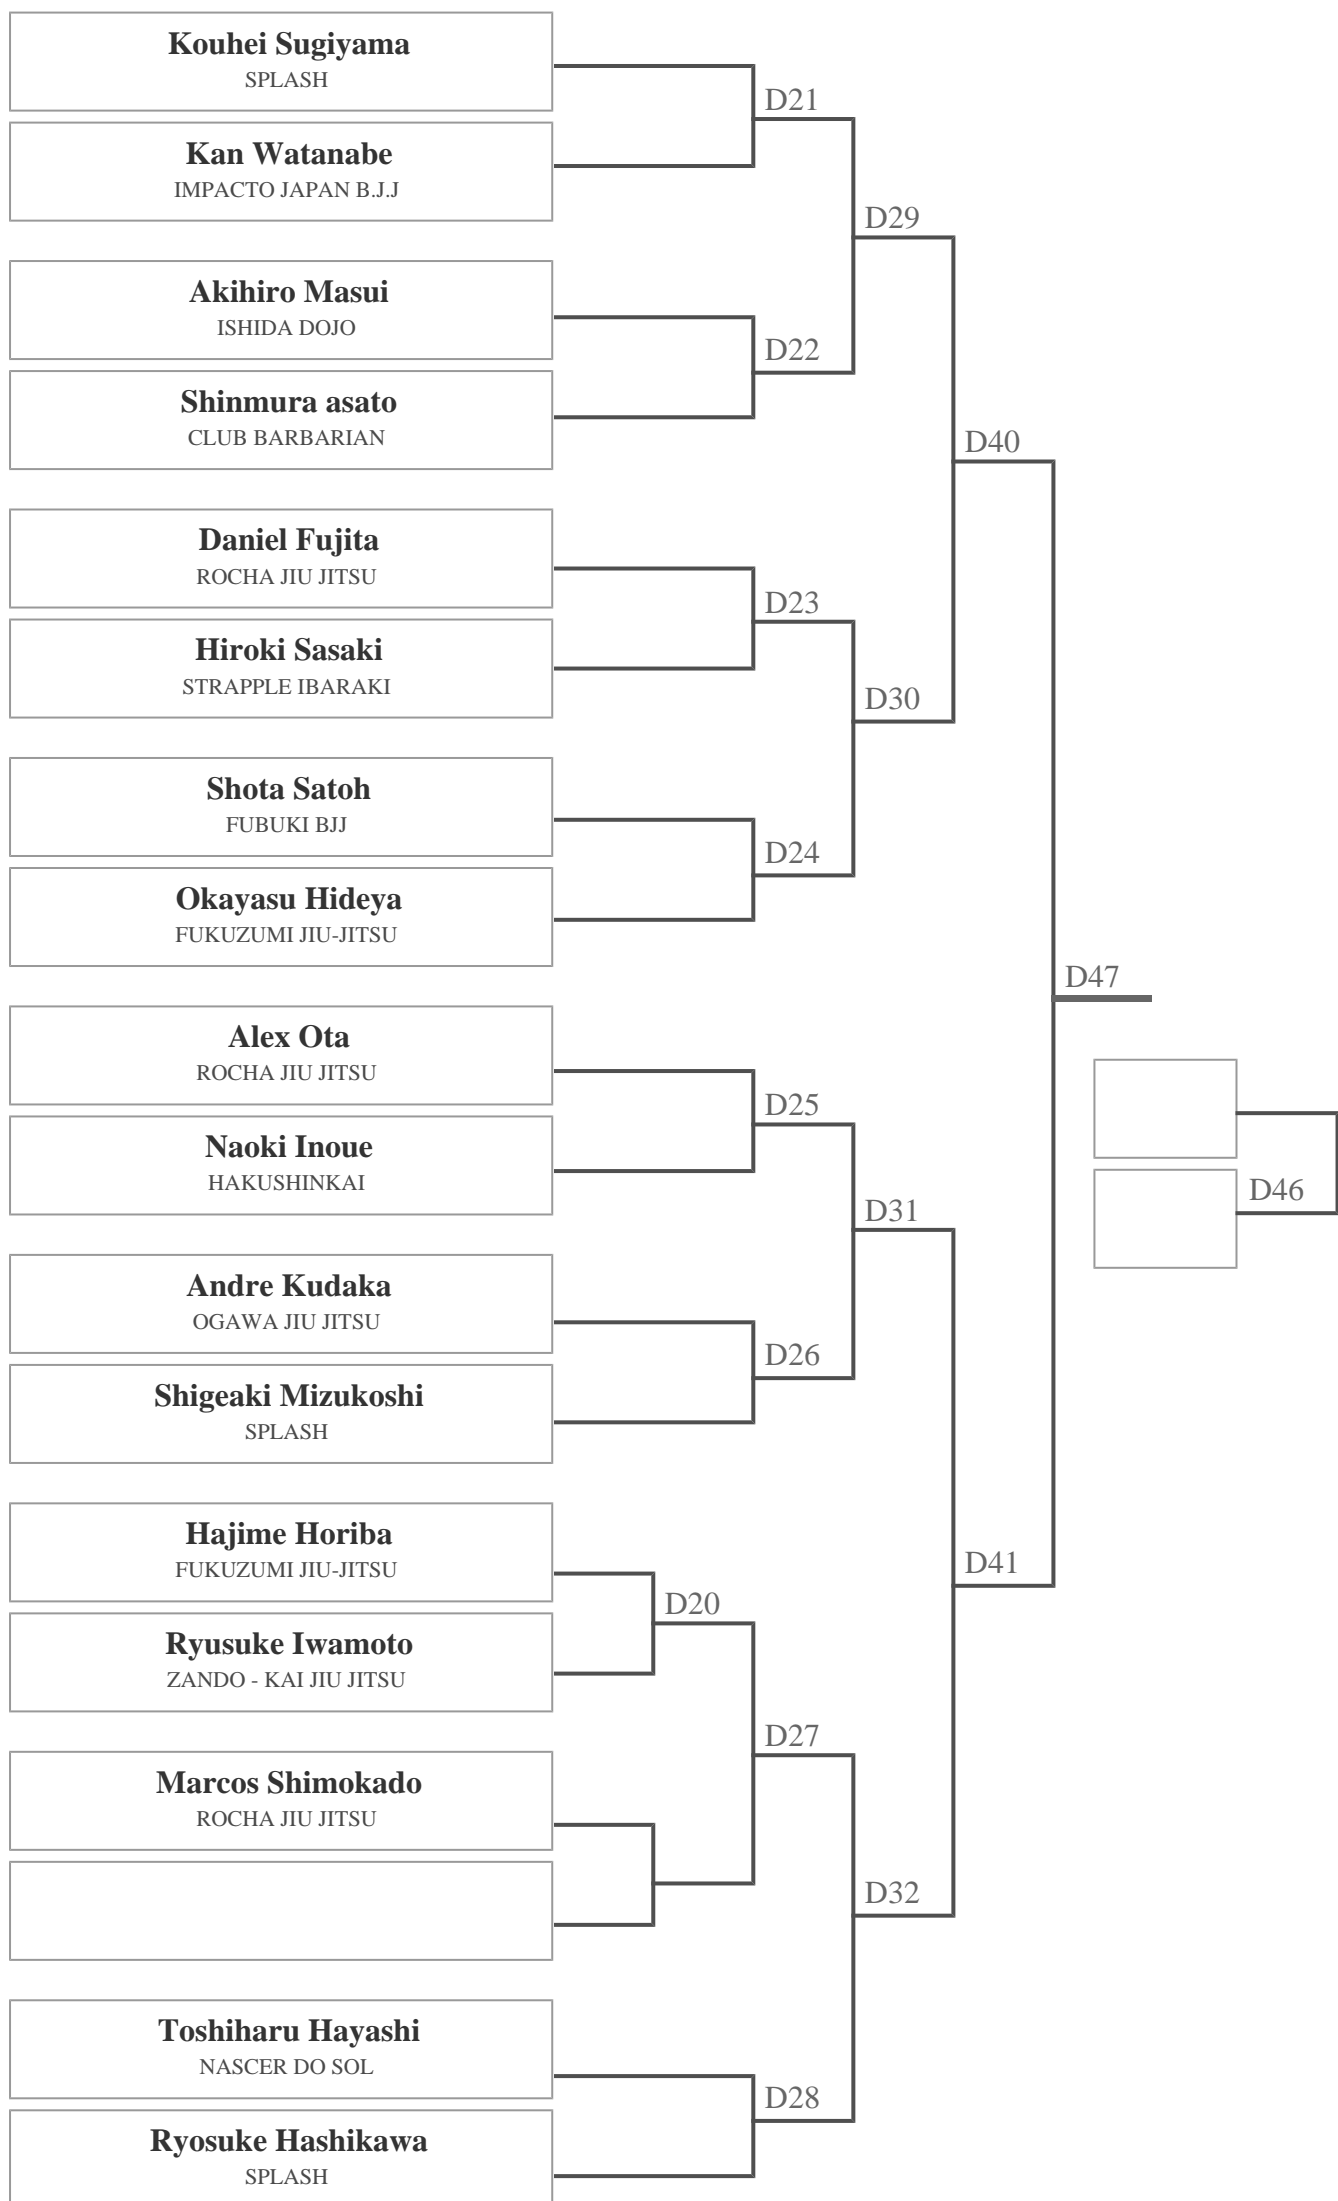 Kouhei Sugiyama
SPLASH
D21
Kan Watanabe
IMPACTO JAPAN B.J.J
D29
Akihiro Masui
ISHIDA DOJO
D22
Shinmura asato
CLUB BARBARIAN
D40
Daniel Fujita
ROCHA JIU JITSU
D23
Hiroki Sasaki
STRAPPLE IBARAKI
D30
Shota Satoh
FUBUKI BJJ
D24
Okayasu Hideya
FUKUZUMI JIU-JITSU
D47
Alex Ota
ROCHA JIU JITSU
D25
Naoki Inoue
HAKUSHINKAI
D46
D31
Andre Kudaka
OGAWA JIU JITSU
D26
Shigeaki Mizukoshi
SPLASH
Hajime Horiba
FUKUZUMI JIU-JITSU
D41
D20
Ryusuke Iwamoto
ZANDO - KAI JIU JITSU
D27
Marcos Shimokado
ROCHA JIU JITSU
D32
Toshiharu Hayashi
NASCER DO SOL
D28
Ryosuke Hashikawa
SPLASH